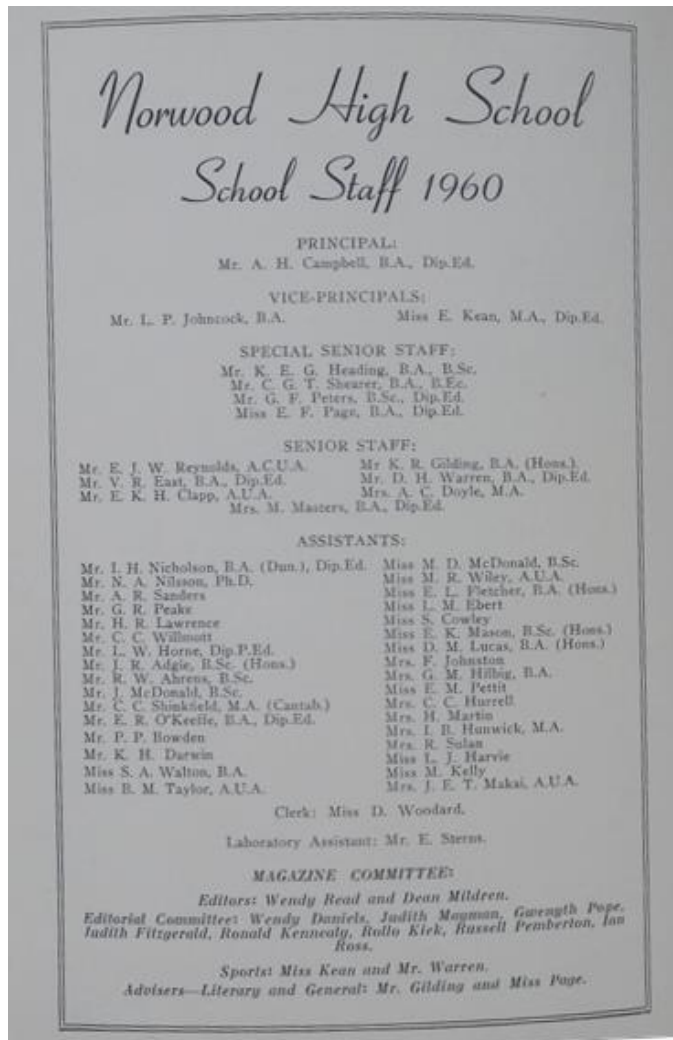 Norwood High School
School Staff 1960
PRINCIPAL:
Mr. A. H. Campbell, B.A., Dip.Ed.
VICE-PRINCIPALS:
Mr. L. P. Johncock, B.A. Miss E. Kean, M.A., Dip.Ed.
SPECIAL SENIOR STAFF:
Mr. K. E. G. Heading, B.A., B.Sc.
Mr. C. G. T. Shearer, B.A., B.Ec.
Mr. G. F. Peters, B.Sc., Dip.Ed.
Miss E. F. Page, B.A., Dip.Ed.
SENIOR STAFF:
Mr. E. J. W. Reynolds, A.C.U.A. Mr K. R. Gilding, B.A. (Hons.).
Mr. V. R. East, B.A., Dip.Ed. Mr. D. H. Warren, B.A., Dip.Ed.
Mr. E. K. H. Clapp, A.U.A. Mrs. A. C. Doyle, M.A.
Mrs. M. Masters, B.A., Dip.Ed.
ASSISTANTS:
Mr. I. H. Nicholson, B.A. (Dun.), Dip.Ed.
Mr. N. A. Nilsson, Ph.D.
Mr. A. R. Sanders
Mr. G. R. Peake
Mr. H. R. Lawrence
Mr. C. C. Willmott
Mr. L. W. Horne, Dip.P.Ed.
Mr. J. R. Adgie, B.Sc. (Hons.)
Mr. R. W. Ahrens, B.Sc.
Mr. J. McDonald, B.Sc.
Mr. C. C. Shinkfield, M.A. (Cantab.)
Mr. E. R. O'Keeffe, B.A., Dip.Ed.
Mr. P. P. Bowden
Mr. K. H. Darwin
Miss S. A. Walton, B.A.
Miss B. M. Taylor, A.U.A.
Miss M. D. McDonald, B.Sc.
Miss M. R. Wiley, A.U.A.
Miss E. L. Fletcher, B.A. (Hons.)
Miss L. M. Ebert
Miss S. Cowley
Miss E. K. Mason, B.Sc. (Hons.)
Miss D. M. Lucas, B.A. (Hons.)
Mrs. F. Johnston
Mrs. G. M. Hilbig, B.A.
Miss E. M. Pettit
Mrs. C. C. Hurrell
Mrs. H. Martin
Mrs. I. B. Hunwick, M.A.
Mrs. R. Sulan
Miss L. J. Harvie
Miss M. Kelly
Mrs. J. E. T. Makai, A.U.A.
Clerk: Miss D. Woodard.
Laboratory Assistant: Mr. E. Sterns.
MAGAZINE COMMITTEE:
Editors: Wendy Read and Dean Mildren.
Editorial Committee: Wendy Daniels, Judith Magman, Gwenyth Pope,
Judith Fitzgerald, Ronald Kennealy, Rollo Kiek, Russell Pemberton, Ian
Ross.
Sports: Miss Kean and Mr. Warren.
Advisers—Literary and General: Mr. Gilding and Miss Page.